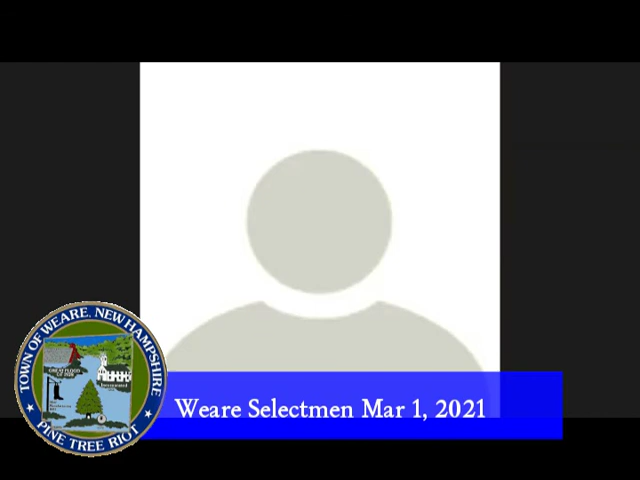 TOWN OF WEARE, NEW HAMPSHIRE
PINE TREE RIOT
Weare Selectmen Mar 1, 2021